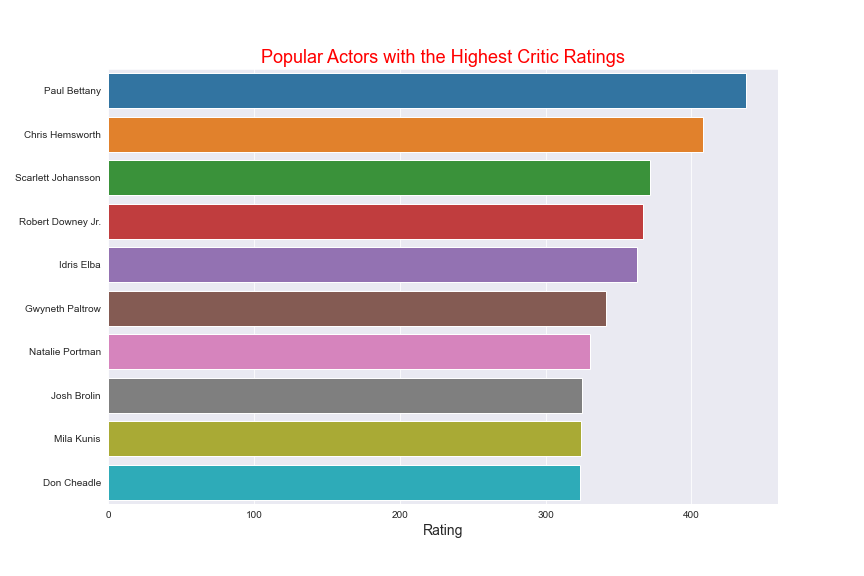 Popular Actors with the Highest Critic Ratings
Paul Bettany
Chris Hemsworth
Scarlett Johansson
Robert Downey Jr.
Idris Elba
Gwyneth Paltrow
Natalie Portman
Josh Brolin
Mila Kunis
Don Cheadle
0 100 200 300 400
Rating